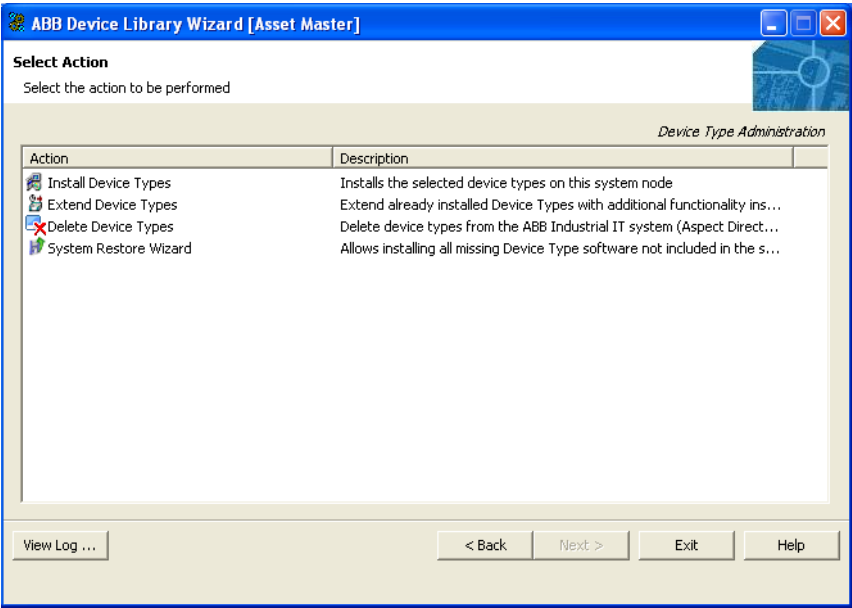 ABB Device Library Wizard [Asset Master]
Select Action
Select the action to be performed
Device Type Administration
Action Description
Install Device Types Installs the selected device types on this system node
Extend Device Types Extend already installed Device Types with additional functionality ins...
Delete Device Types Delete device types from the ABB Industrial IT system (Aspect Direct...
System Restore Wizard Allows installing all missing Device Type software not included in the s...
View Log ... < Back Next > Exit Help